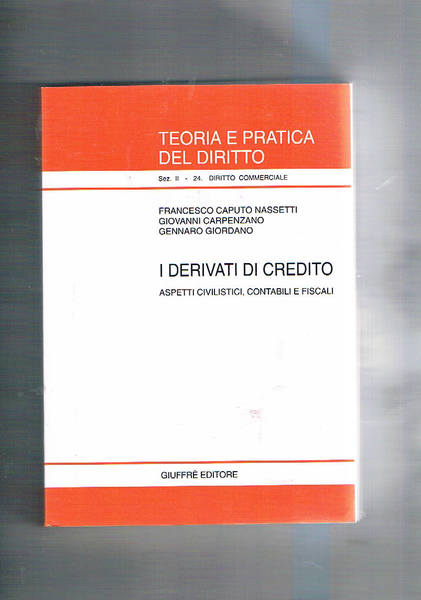 TEORIA E PRATICA
DEL DIRITTO
Sez. II - 24. DIRITTO COMMERCIALE
FRANCESCO CAPUTO NASSETTI
GIOVANNI CARPENZANO
GENNARO GIORDANO
I DERIVATI DI CREDITO
ASPETTI CIVILISTICI, CONTABILI E FISCALI
GIUFFRÈ EDITORE